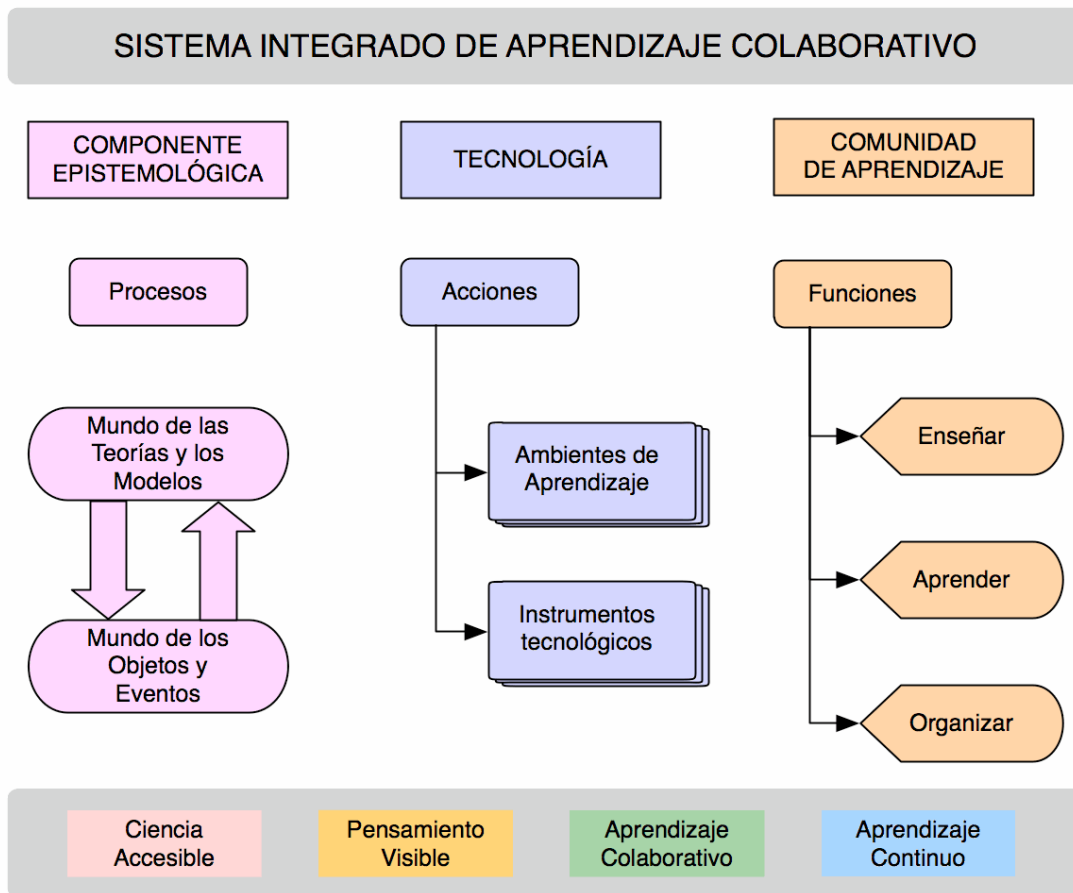 SISTEMA INTEGRADO DE APRENDIZAJE COLABORATIVO
COMPONENTE
EPISTEMOLÓGICA
TECNOLOGÍA
COMUNIDAD
DE APRENDIZAJE
Procesos
Acciones
Funciones
Mundo de las
Teorías y los
Modelos
Mundo de los
Objetos y
Eventos
Ambientes de
Aprendizaje
Instrumentos
tecnológicos
Enseñar
Aprender
Organizar
Ciencia
Accesible
Pensamiento
Visible
Aprendizaje
Colaborativo
Aprendizaje
Continuo